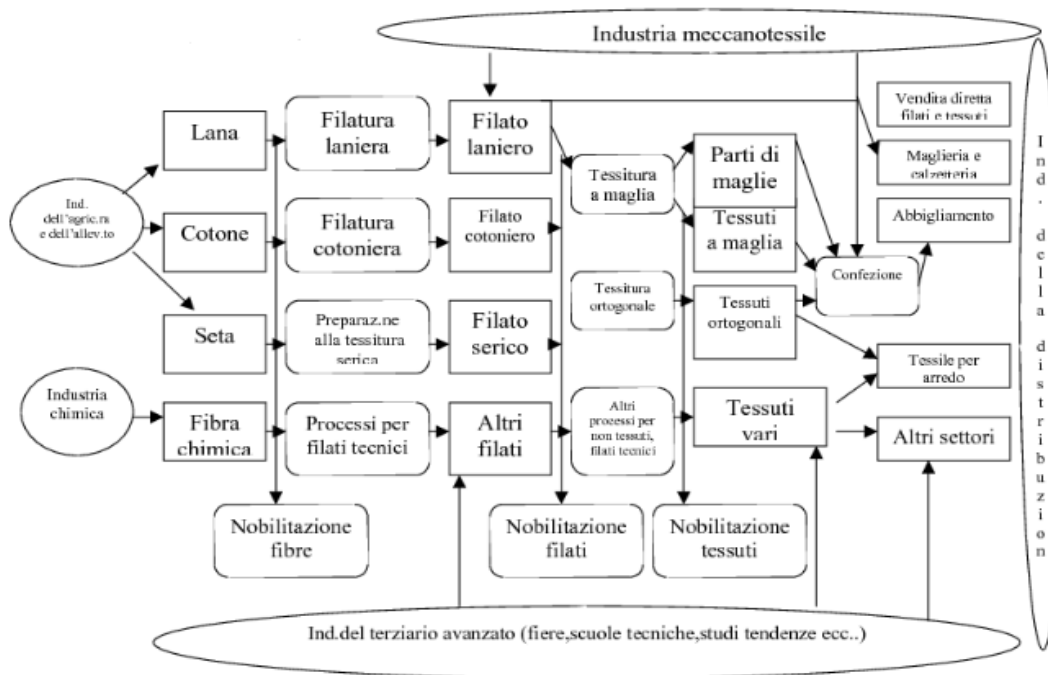 Industria meccanotessile
Lana
Filatura
laniera
Filato
laniero
Vendita diretta
filati e tessuti
Tessitura
a maglia
Parti di
maglie
Maglieria e
calzetteria
Ind.
dell'agric.ra
e dell'allev.to
Cotone
Filatura
cotoniera
Filato
cotoniero
Tessuti
a maglia
Abbigliamento
Confezione
Tessitura
ortogonale
Tessuti
ortogonali
Seta
Preparaz.ne
alla tessitura
serica
Filato
serico
Tessile per
arredo
Industria
chimica
Fibra
chimica
Processi per
filati tecnici
Altri
filati
Altri
processi per
non tessuti,
filati tecnici
Tessuti
vari
Altri settori
Nobilitazione
fibre
Nobilitazione
filati
Nobilitazione
tessuti
Ind.del terziario avanzato (fiere,scuole tecniche,studi tendenze ecc..)
Ind. della distribuzion